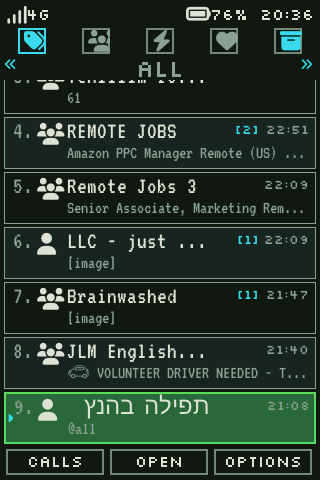 4G 76% 20:36
« ALL »
61
4. REMOTE JOBS [2] 22:51
Amazon PPC Manager Remote (US) ...
5. Remote Jobs 3 22:09
Senior Associate, Marketing Rem...
6. LLC - just ... [1] 22:09
[image]
7. Brainwashed [1] 21:47
[image]
8. JLM English... 21:40
VOLUNTEER DRIVER NEEDED - T...
9. תפילה בהנץ 21:08
@all
CALLS OPEN OPTIONS